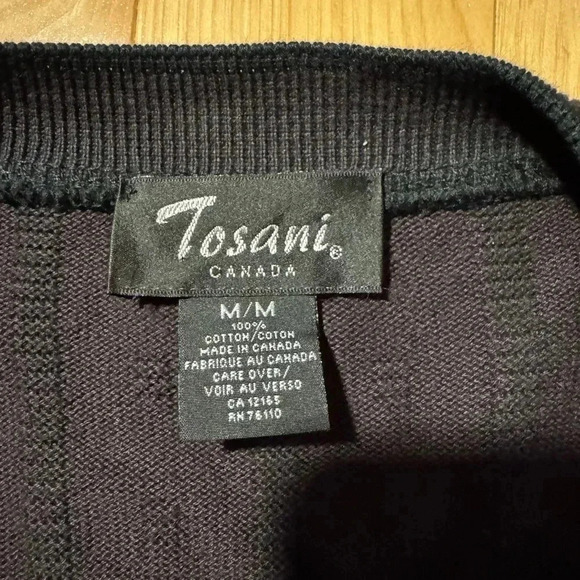 Tosani®
CANADA
M/M
100%
COTTON/COTON
MADE IN CANADA
FABRIQUE AU CANADA
CARE OVER/
VOIR AU VERSO
CA 12165
RN 76110